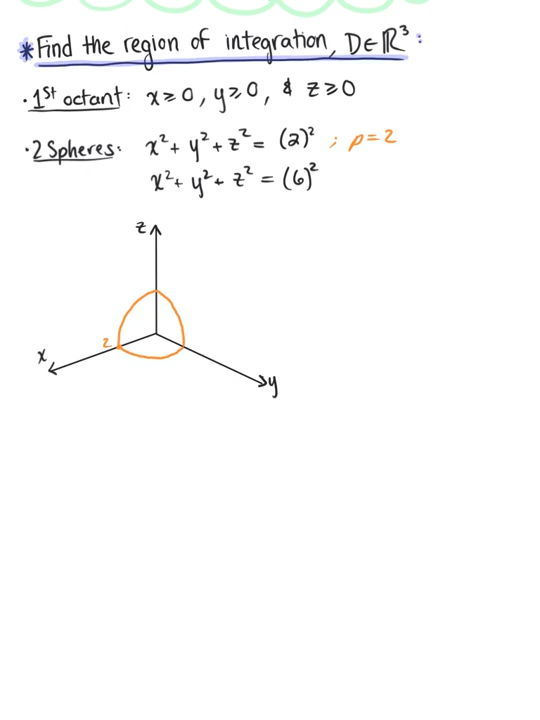 *Find the region of integration, D∈ℝ³:
· 1st octant: x≥0, y≥0, & z≥0
· 2 Spheres: x²+y²+z² = (2)² ; ρ=2
x²+y²+z² = (6)²
z
2
x
y